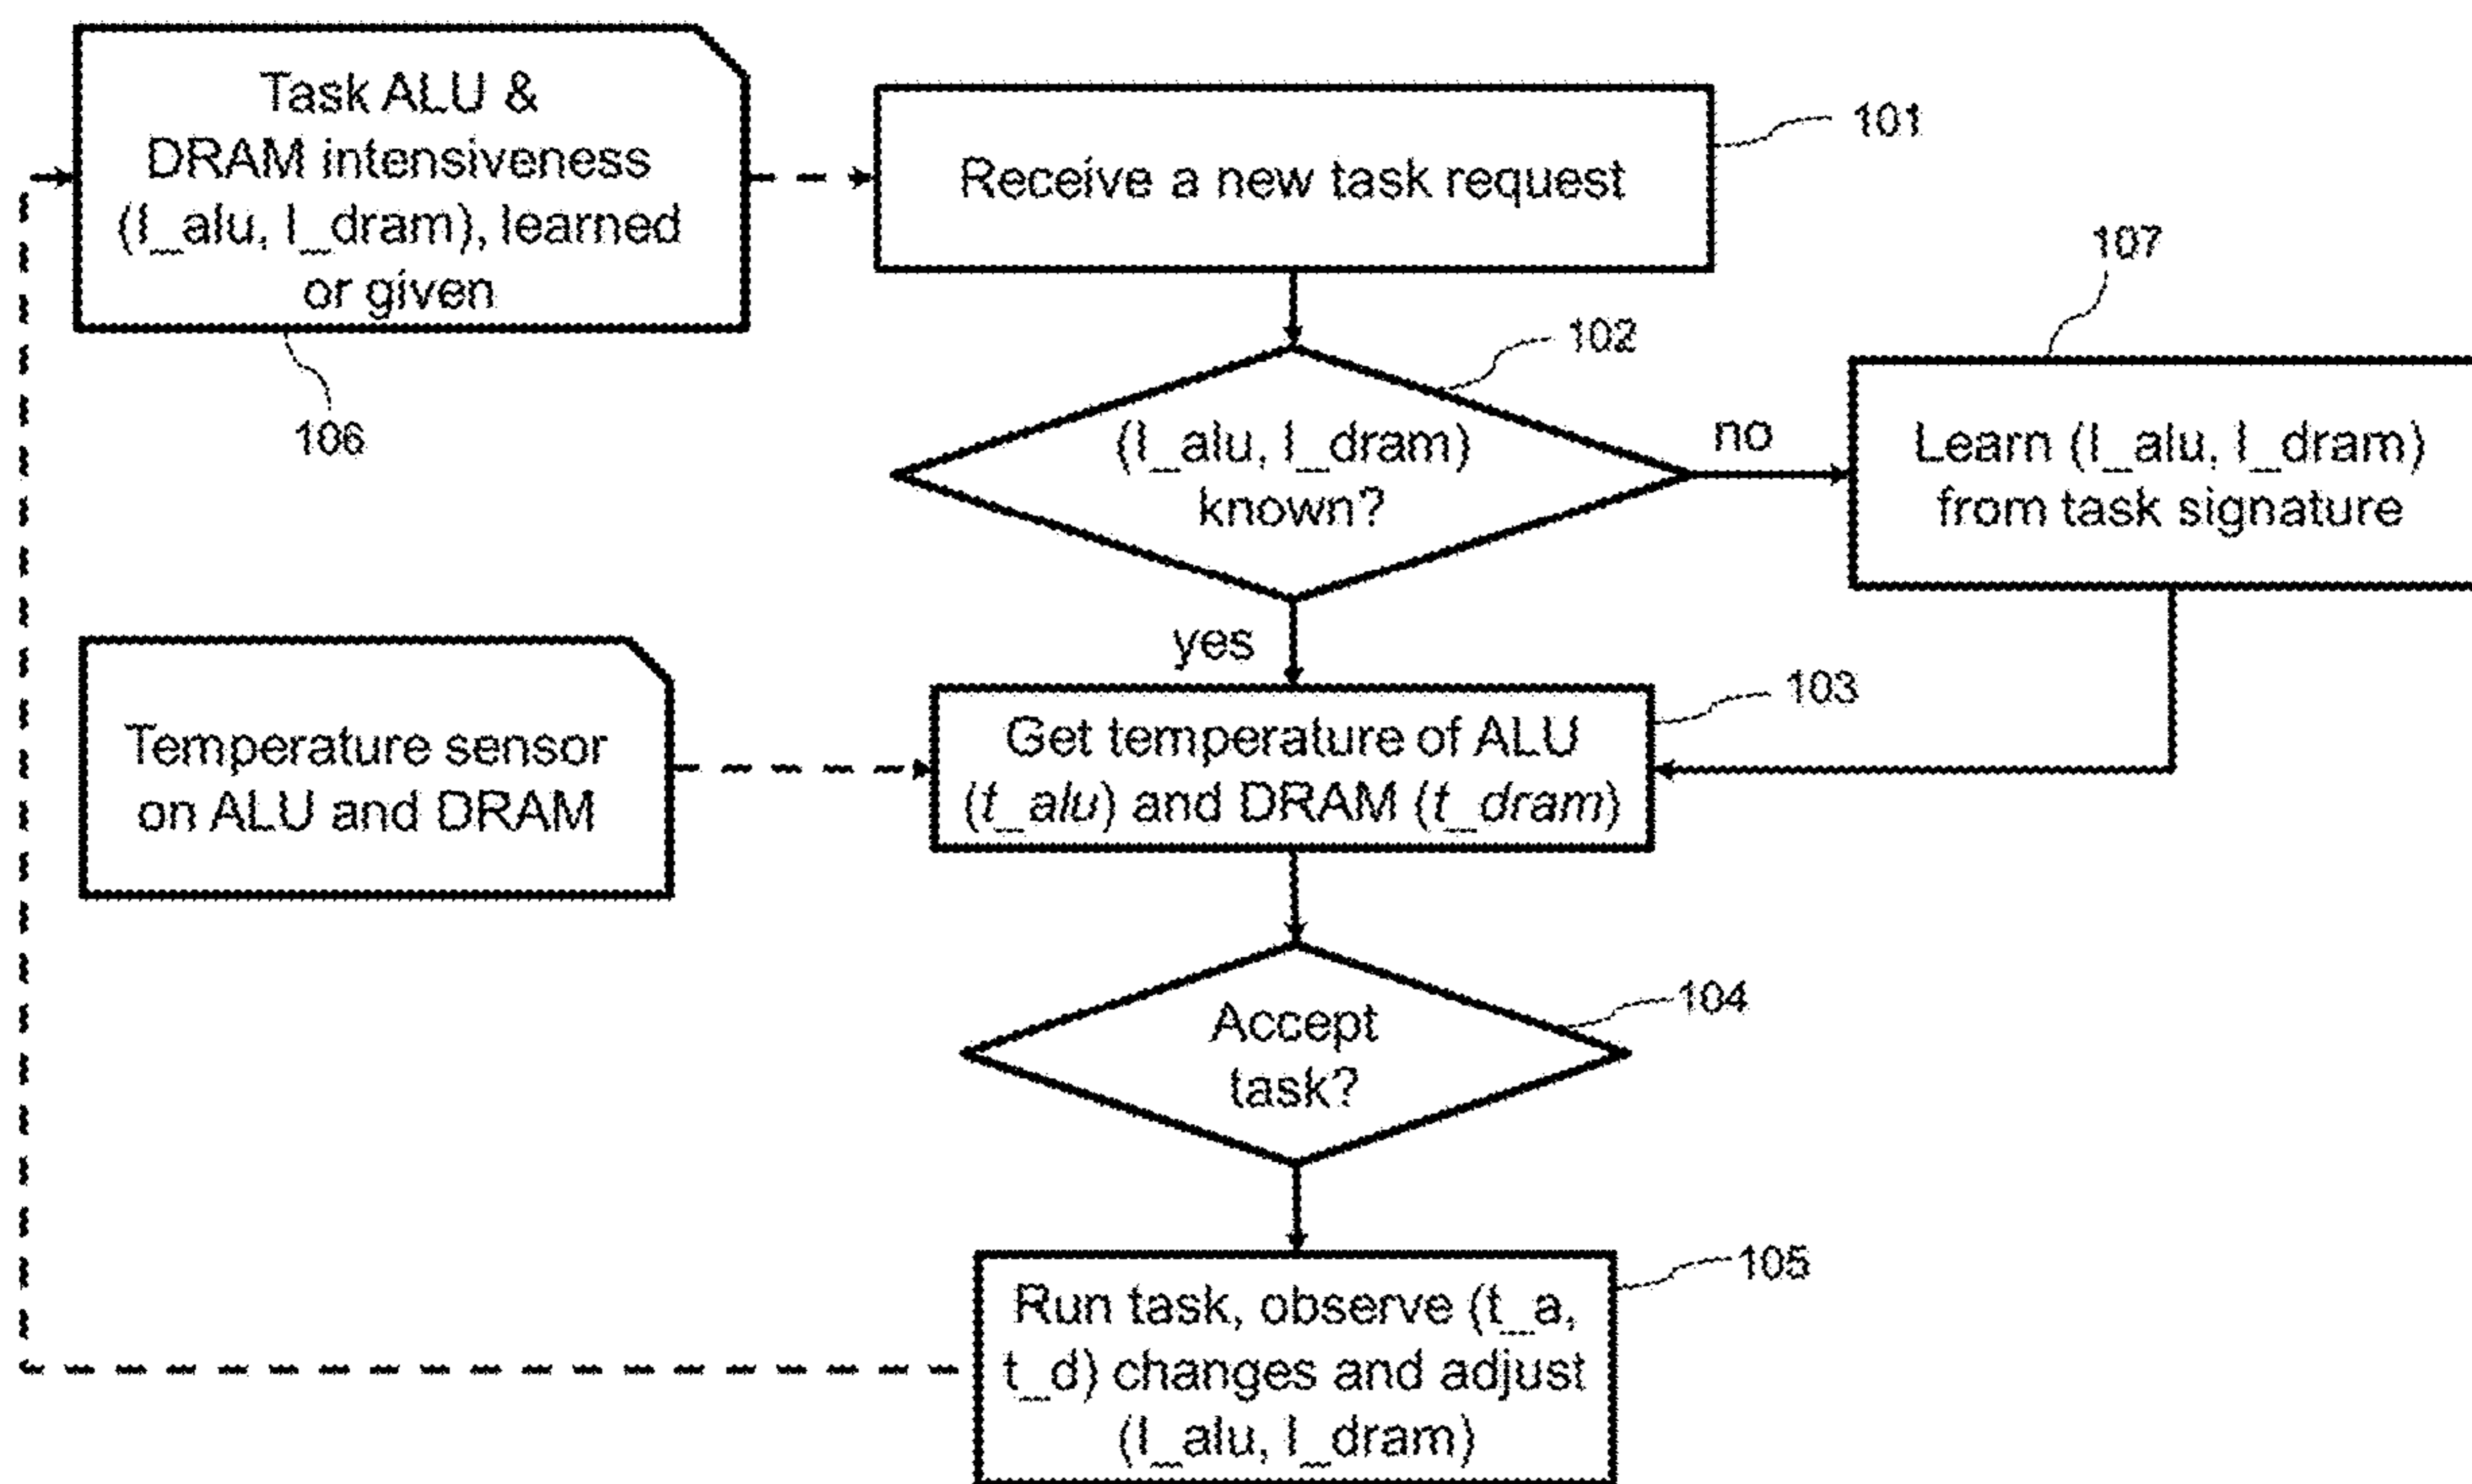 Task ALU &
DRAM intensiveness
(I_alu, I_dram), learned
or given
106
Receive a new task request
101
102
(I_alu, I_dram)
known?
no
yes
107
Learn (I_alu, I_dram)
from task signature
Temperature sensor
on ALU and DRAM
103
Get temperature of ALU
(t_alu) and DRAM (t_dram)
104
Accept
task?
105
Run task, observe (t_a,
t_d) changes and adjust
(I_alu, I_dram)